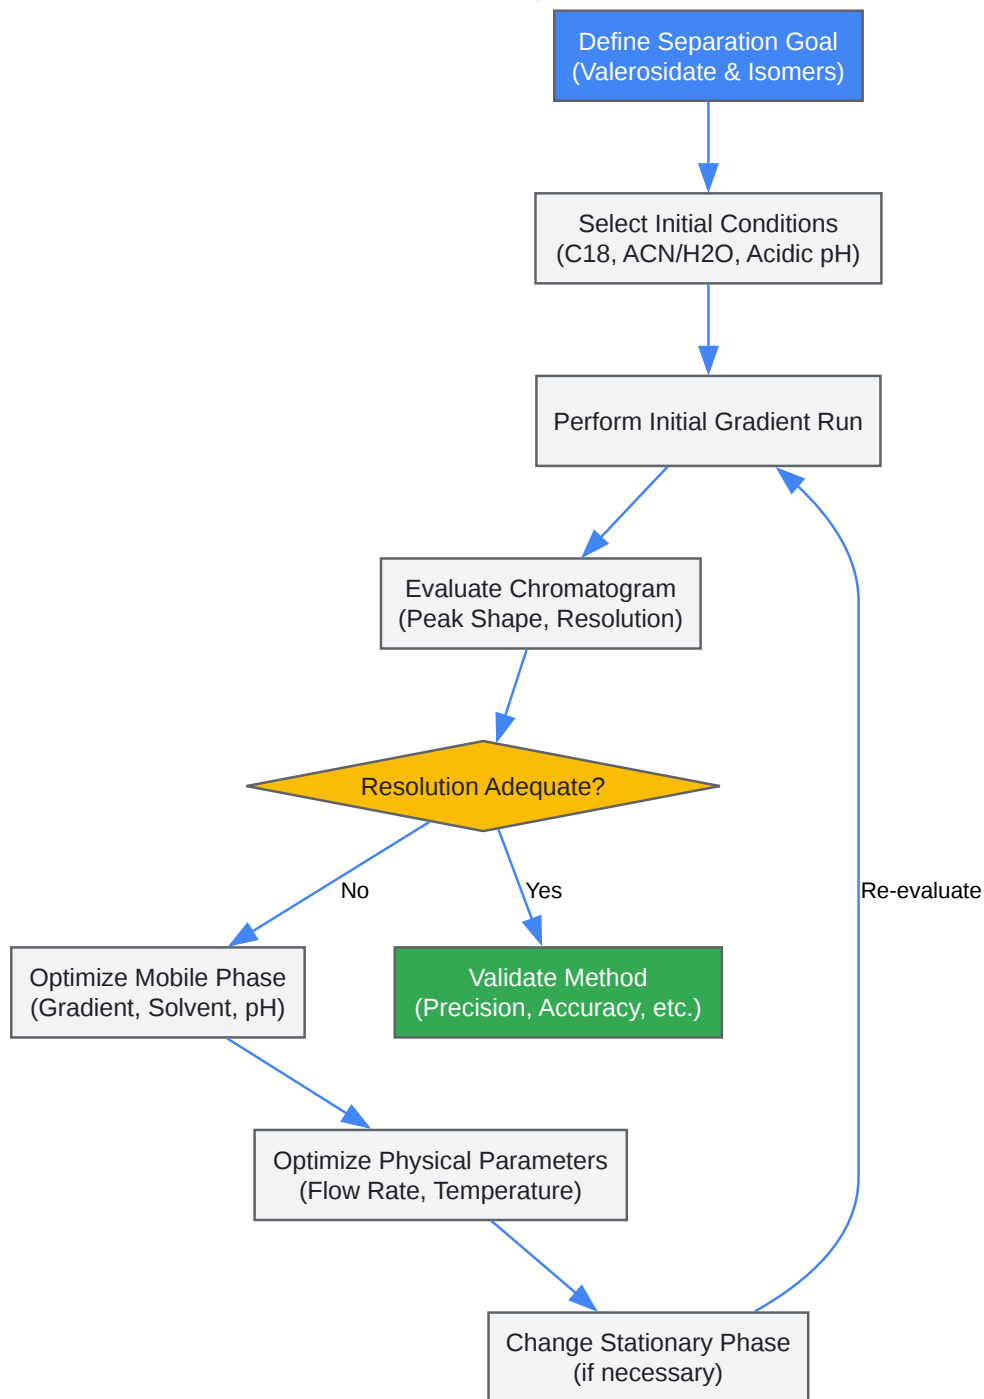 Define Separation Goal
(Valerosidate & Isomers)
Select Initial Conditions
(C18, ACN/H2O, Acidic pH)
Perform Initial Gradient Run
Evaluate Chromatogram
(Peak Shape, Resolution)
Resolution Adequate?
No
Yes
Re-evaluate
Optimize Mobile Phase
(Gradient, Solvent, pH)
Validate Method
(Precision, Accuracy, etc.)
Optimize Physical Parameters
(Flow Rate, Temperature)
Change Stationary Phase
(if necessary)